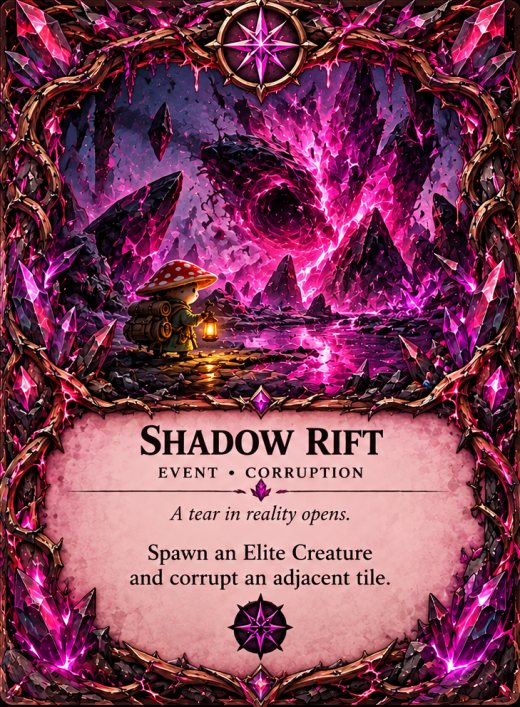 SHADOW RIFT
EVENT • CORRUPTION
A tear in reality opens.
Spawn an Elite Creature
and corrupt an adjacent tile.